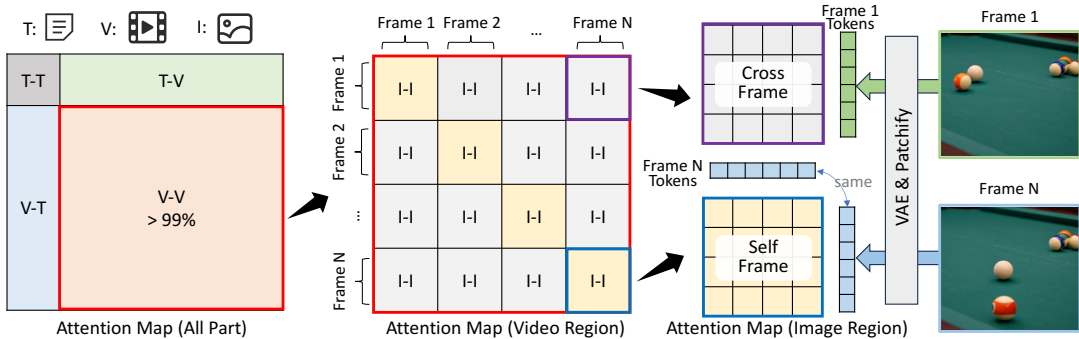 T:
V:
I:
T-T
T-V
V-T
V-V
> 99%
Attention Map (All Part)
Frame 1
Frame 2
...
Frame N
Frame 1
I-I
I-I
I-I
I-I
Frame 2
I-I
I-I
I-I
I-I
...
I-I
I-I
I-I
I-I
Frame N
I-I
I-I
I-I
I-I
Attention Map (Video Region)
Cross
Frame
Frame 1
Tokens
Frame N
Tokens
same
Self
Frame
Attention Map (Image Region)
VAE & Patchify
Frame 1
Frame N